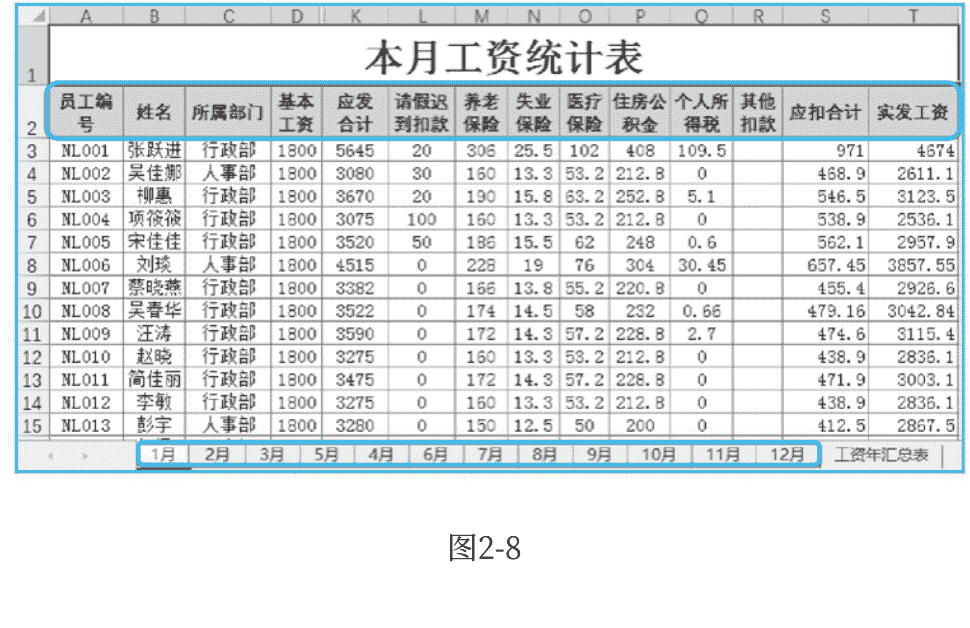 A B C D K L M N O P Q R S T
1 本月工资统计表
2 员工编号 姓名 所属部门 基本工资 应发合计 请假迟到扣款 养老保险 失业保险 医疗保险 住房公积金 个人所得税 其他扣款 应扣合计 实发工资
3 NL001 张跃进 行政部 1800 5645 20 306 25.5 102 408 109.5 971 4674
4 NL002 吴佳娜 人事部 1800 3080 30 160 13.3 53.2 212.8 0 468.9 2611.1
5 NL003 柳惠 行政部 1800 3670 20 190 15.8 63.2 252.8 5.1 546.5 3123.5
6 NL004 项筱筱 行政部 1800 3075 100 160 13.3 53.2 212.8 0 538.9 2536.1
7 NL005 宋佳佳 行政部 1800 3520 50 186 15.5 62 248 0.6 562.1 2957.9
8 NL006 刘琰 人事部 1800 4515 0 228 19 76 304 30.45 657.45 3857.55
9 NL007 蔡晓燕 行政部 1800 3382 0 166 13.8 55.2 220.8 0 455.4 2926.6
10 NL008 吴春华 行政部 1800 3522 0 174 14.5 58 232 0.66 479.16 3042.84
11 NL009 汪涛 行政部 1800 3590 0 172 14.3 57.2 228.8 2.7 474.6 3115.4
12 NL010 赵晓 行政部 1800 3275 0 160 13.3 53.2 212.8 0 438.9 2836.1
13 NL011 简佳丽 行政部 1800 3475 0 172 14.3 57.2 228.8 0 471.9 3003.1
14 NL012 李敏 行政部 1800 3275 0 160 13.3 53.2 212.8 0 438.9 2836.1
15 NL013 彭宇 人事部 1800 3280 0 150 12.5 50 200 0 412.5 2867.5
1月 2月 3月 5月 4月 6月 7月 8月 9月 10月 11月 12月 工资年汇总表
图2-8